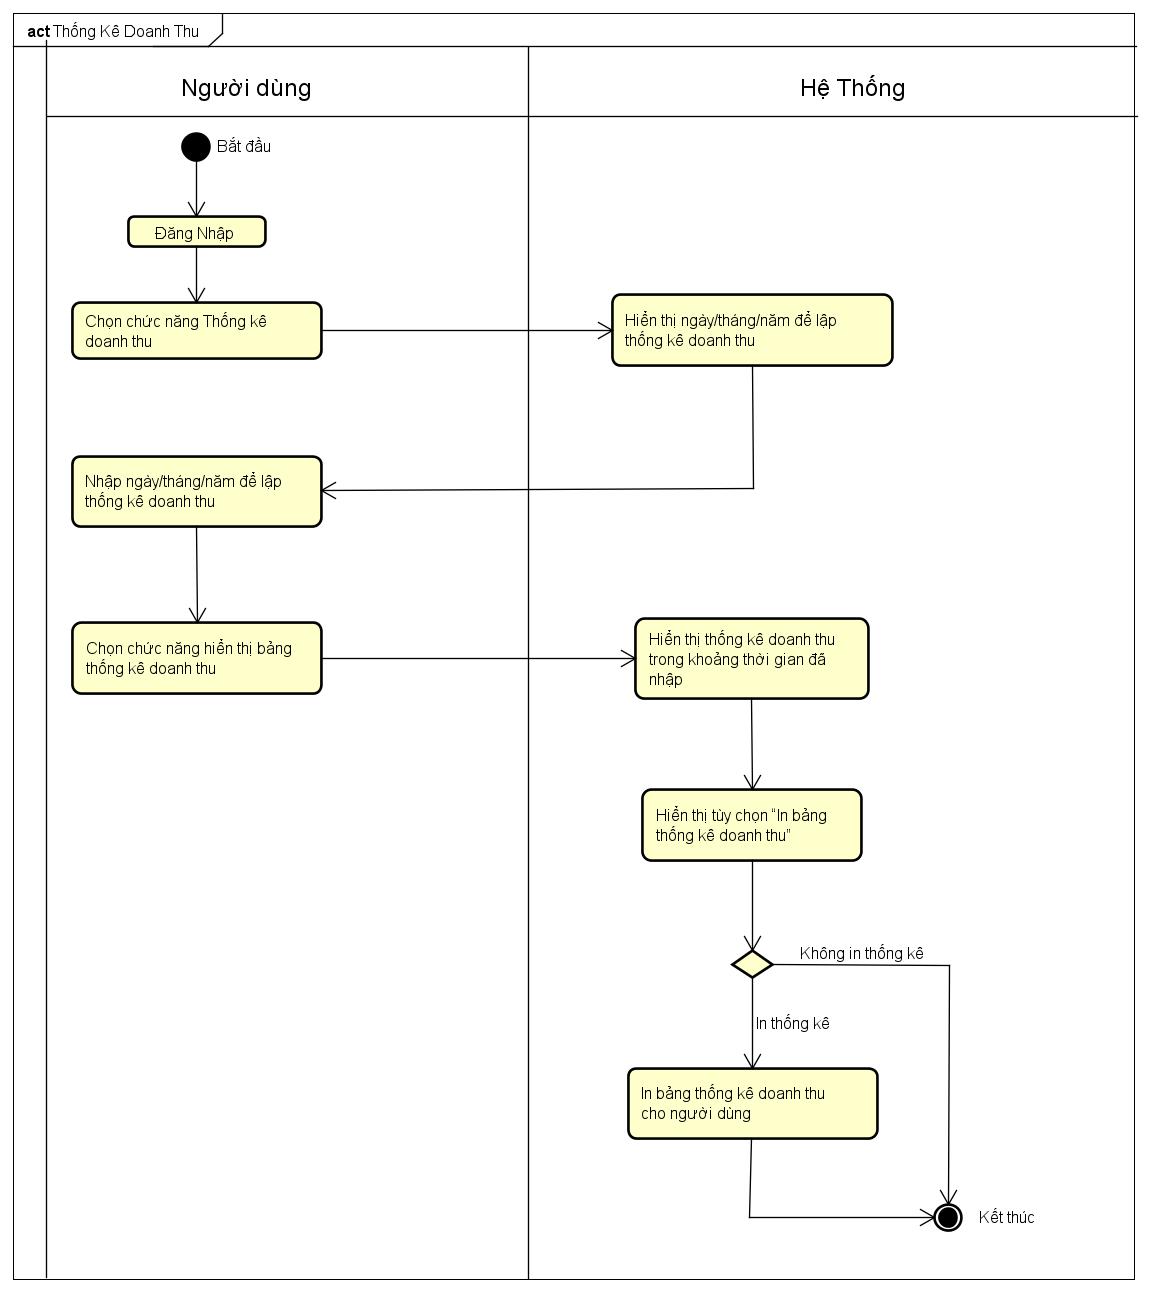 act Thống Kê Doanh Thu
Người dùng
Hệ Thống
Bắt đầu
Đăng Nhập
Chọn chức năng Thống kê
doanh thu
Hiển thị ngày/tháng/năm để lập
thống kê doanh thu
Nhập ngày/tháng/năm để lập
thống kê doanh thu
Chọn chức năng hiển thị bảng
thống kê doanh thu
Hiển thị thống kê doanh thu
trong khoảng thời gian đã
nhập
Hiển thị tùy chọn “In bảng
thống kê doanh thu”
Không in thống kê
In thống kê
In bảng thống kê doanh thu
cho người dùng
Kết thúc